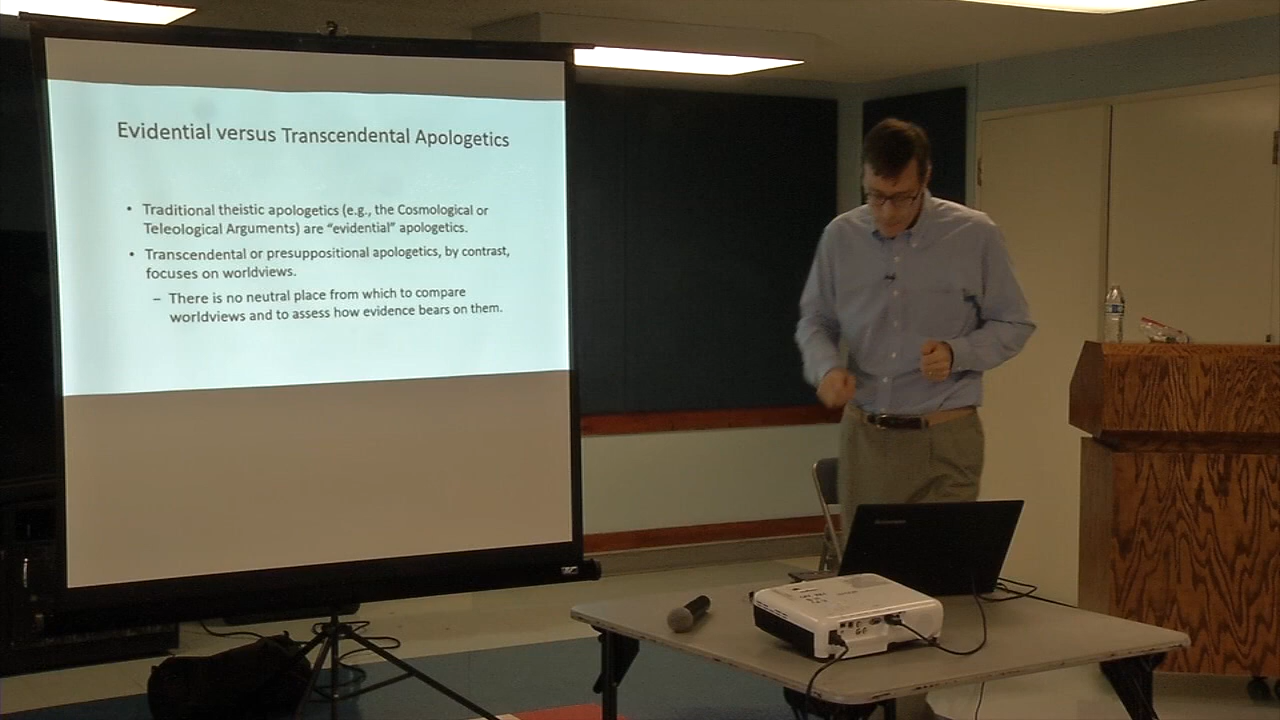 Evidential versus Transcendental Apologetics
• Traditional theistic apologetics (e.g., the Cosmological or
Teleological Arguments) are “evidential” apologetics.
• Transcendental or presuppositional apologetics, by contrast,
focuses on worldviews.
– There is no neutral place from which to compare
worldviews and to assess how evidence bears on them.